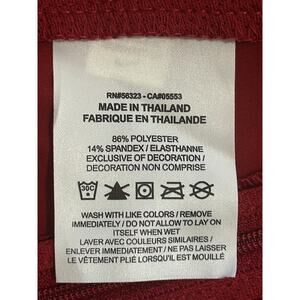 RN#56323 - CA#05553
MADE IN THAILAND
FABRIQUE EN THAILANDE
86% POLYESTER
14% SPANDEX / ELASTHANNE
EXCLUSIVE OF DECORATION /
DECORATION NON COMPRISE
30C
WASH WITH LIKE COLORS / REMOVE
IMMEDIATELY / DO NOT ALLOW TO LAY ON
ITSELF WHEN WET
LAVER AVEC COULEURS SIMILAIRES /
ENLEVER IMMEDIATEMENT / NE PAS LAISSER
LE VÊTEMENT PLIÉ LORSQU'IL EST MOUILLÉ